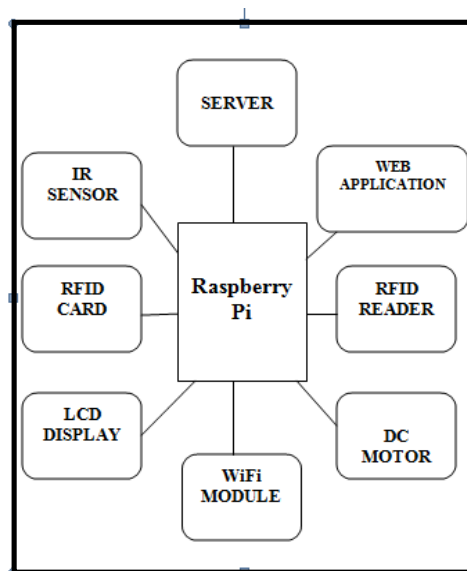 SERVER
IR
SENSOR
WEB
APPLICATION
Raspberry
Pi
RFID
CARD
RFID
READER
LCD
DISPLAY
DC
MOTOR
WiFi
MODULE